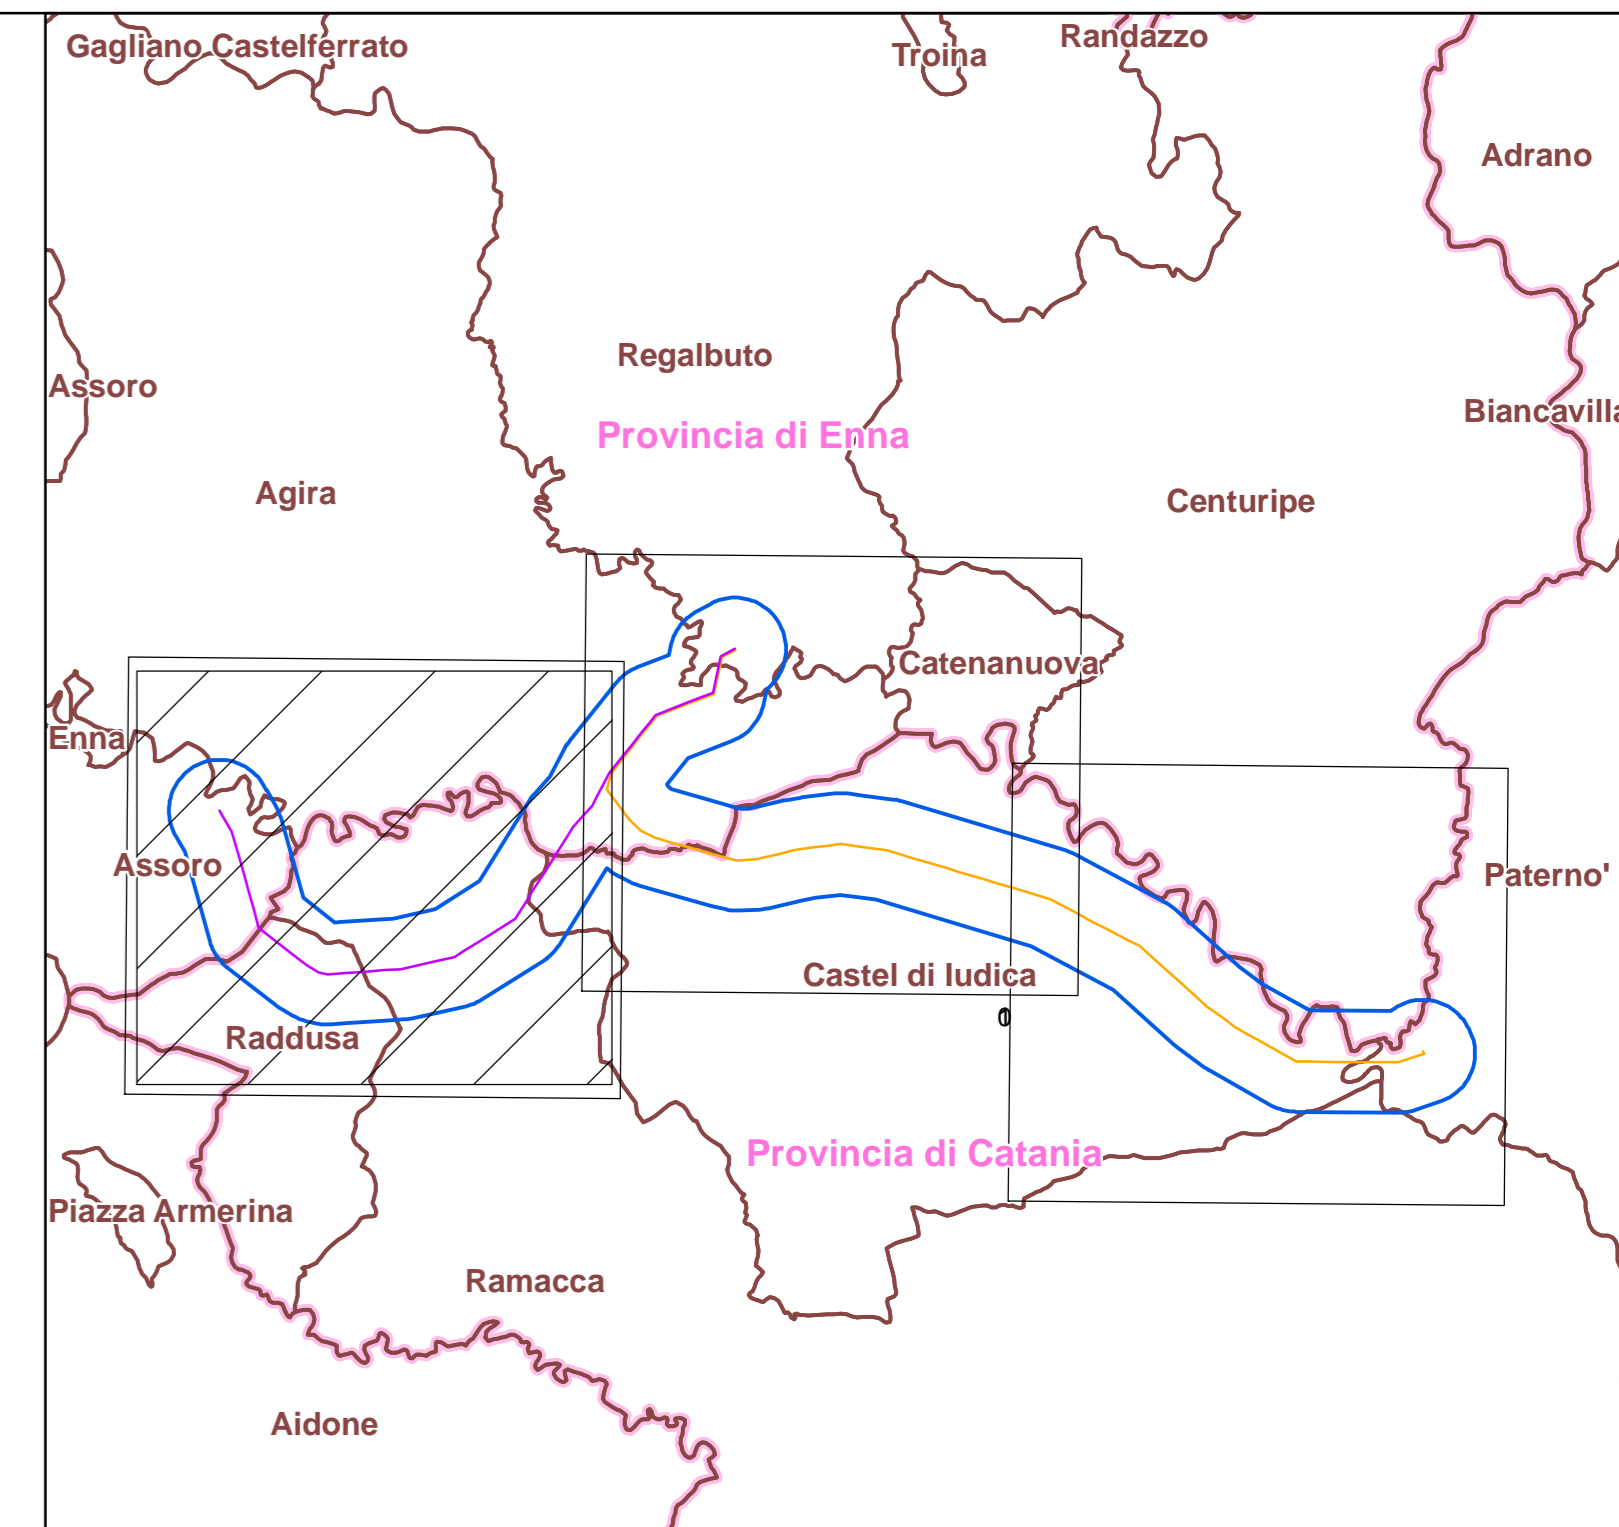 Gagliano Castelferrato
Troina
Randazzo
Adrano
Regalbuto
Assoro
Biancavilla
Provincia di Enna
Agira
Centuripe
Catenanuova
Enna
Assoro
Paterno'
Castel di Iudica
Raddusa
Provincia di Catania
Piazza Armerina
Ramacca
Aidone